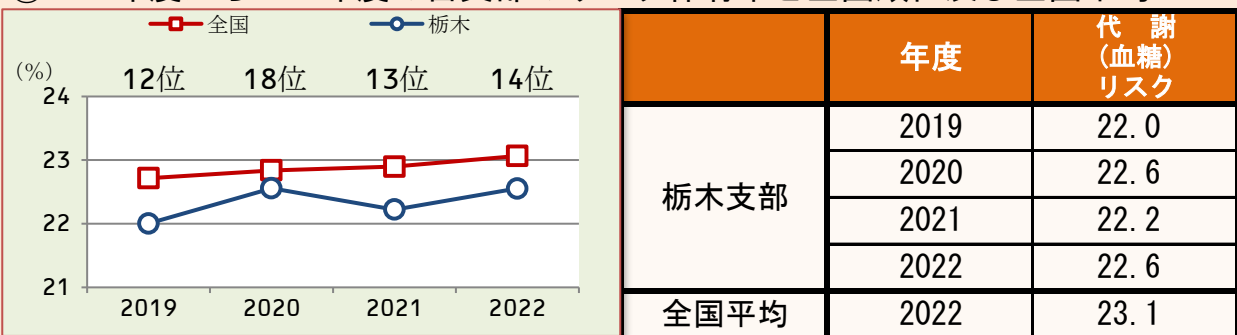 全国 栃木
(%) 12位 18位 13位 14位
24
23
22
21
2019 2020 2021 2022
年度 代謝(血糖)リスク
栃木支部
2019 22.0
2020 22.6
2021 22.2
2022 22.6
全国平均 2022 23.1